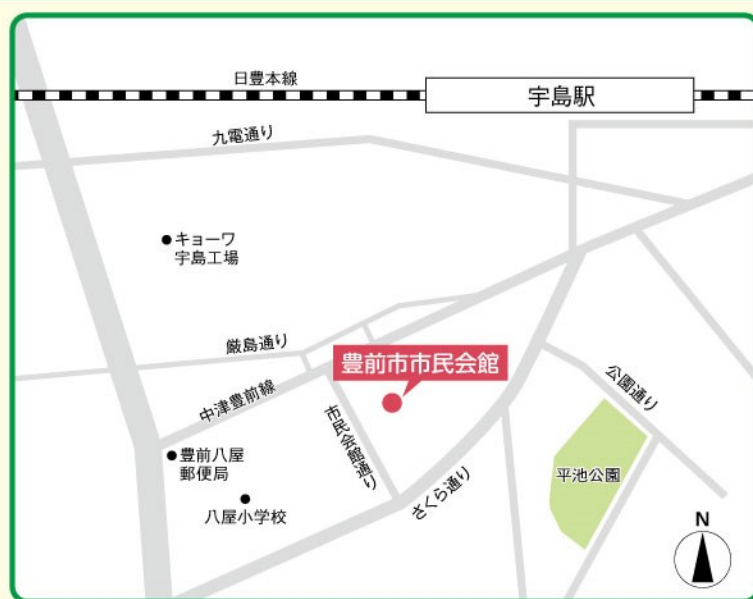 日豊本線
宇島駅
九電通り
キョーワ
宇島工場
厳島通り
豊前市市民会館
中津豊前線
市民会館通り
公園通り
豊前八屋
郵便局
八屋小学校
さくら通り
平池公園
N